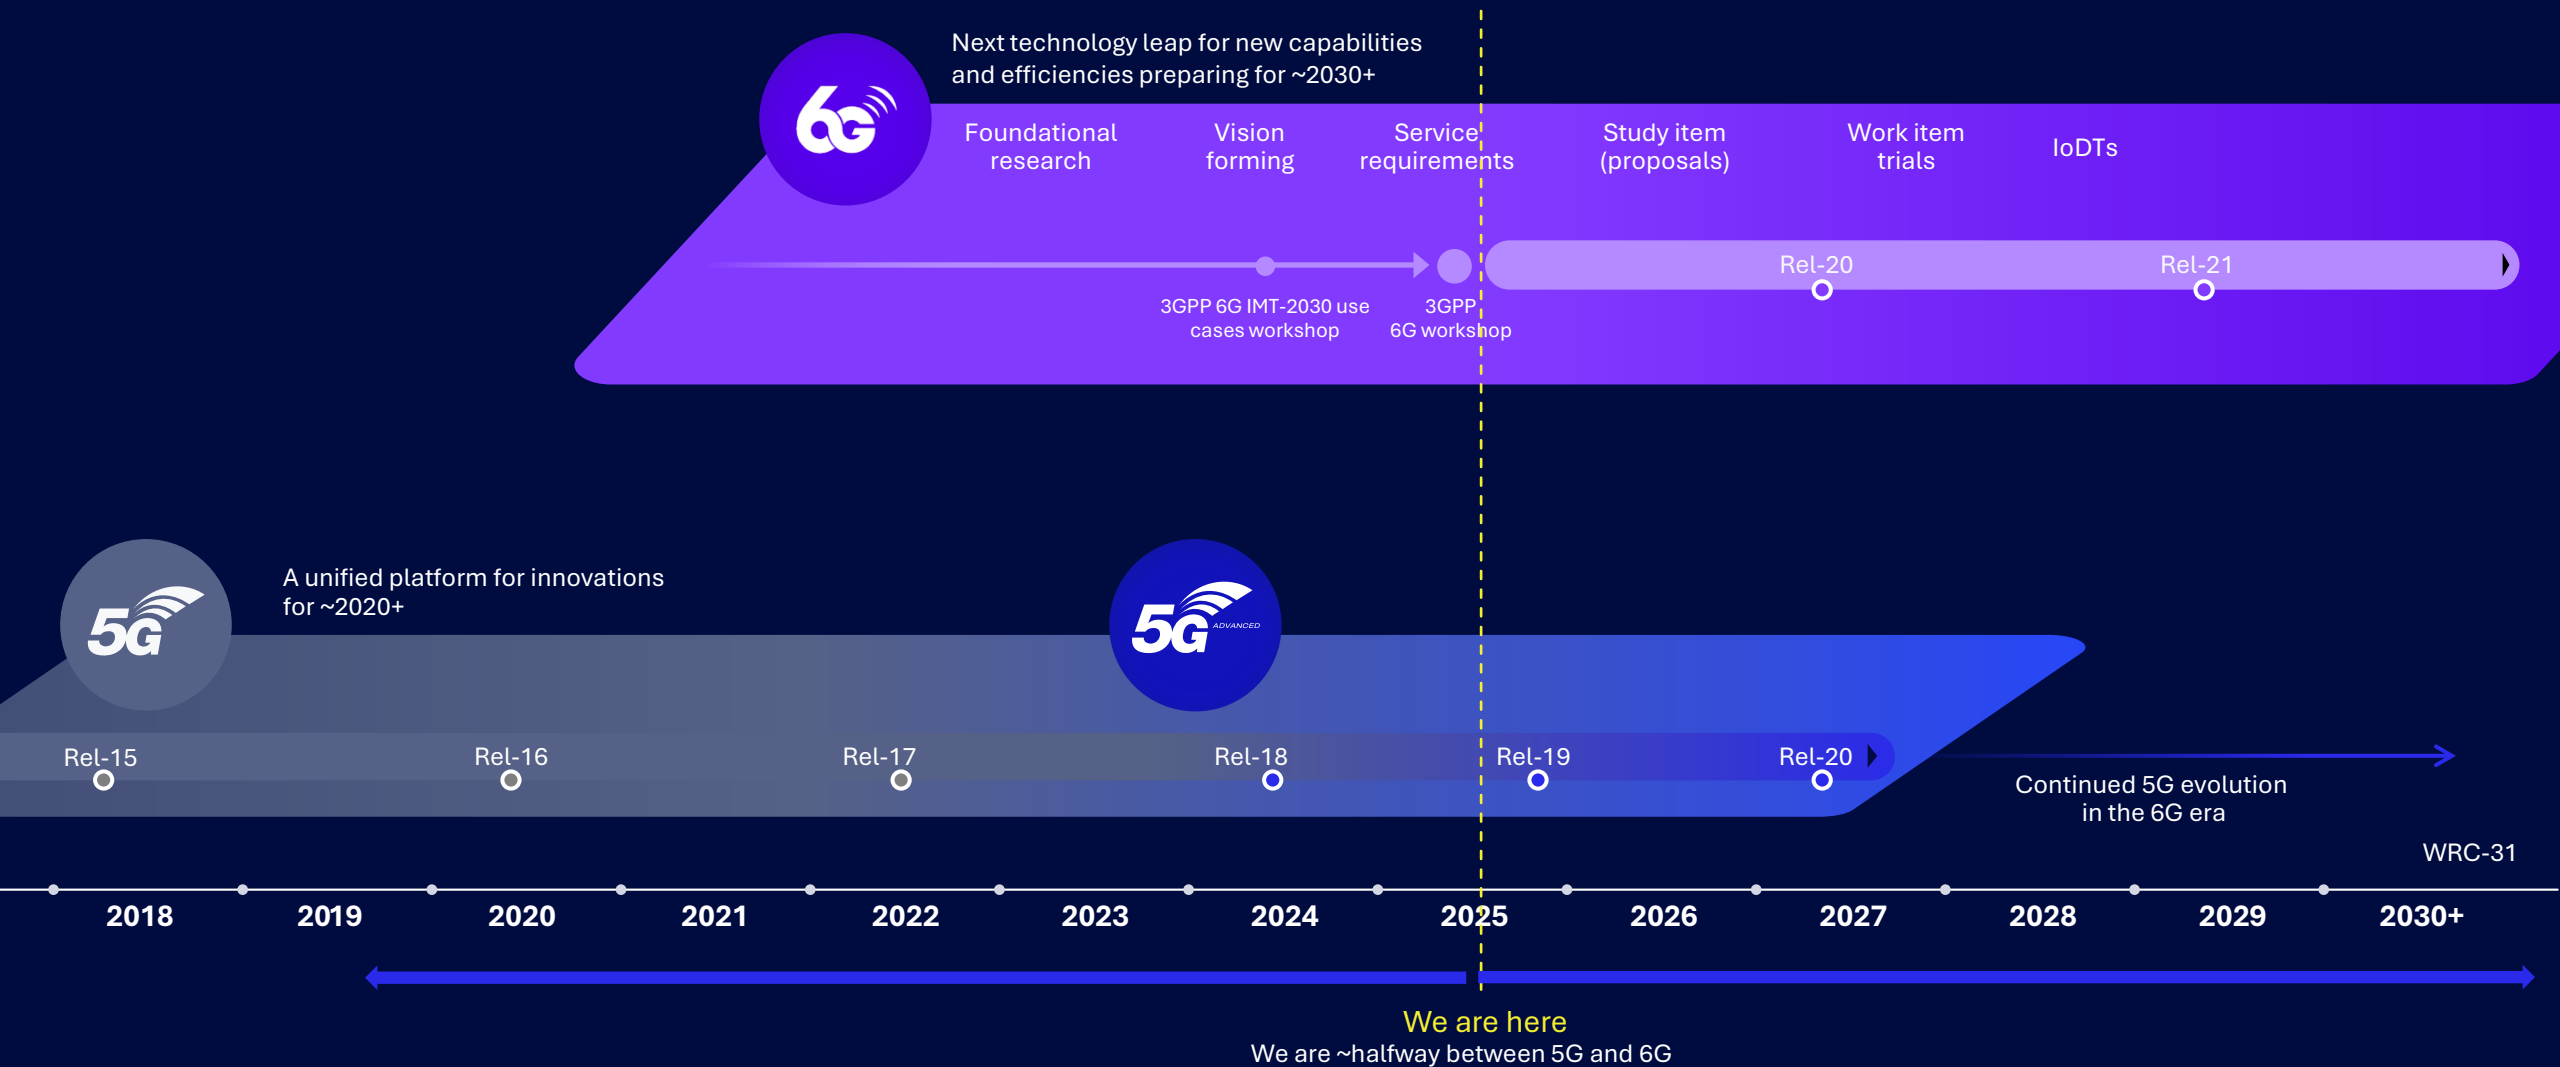 Next technology leap for new capabilities
and efficiencies preparing for ~2030+
6G
Foundational
research
Vision
forming
Service
requirements
Study item
(proposals)
Work item
trials
IoDTs
Rel-20
Rel-21
3GPP 6G IMT-2030 use
cases workshop
3GPP
6G workshop
5G
A unified platform for innovations
for ~2020+
5G ADVANCED
Rel-15
Rel-16
Rel-17
Rel-18
Rel-19
Rel-20
Continued 5G evolution
in the 6G era
WRC-31
2018
2019
2020
2021
2022
2023
2024
2025
2026
2027
2028
2029
2030+
We are here
We are ~halfway between 5G and 6G